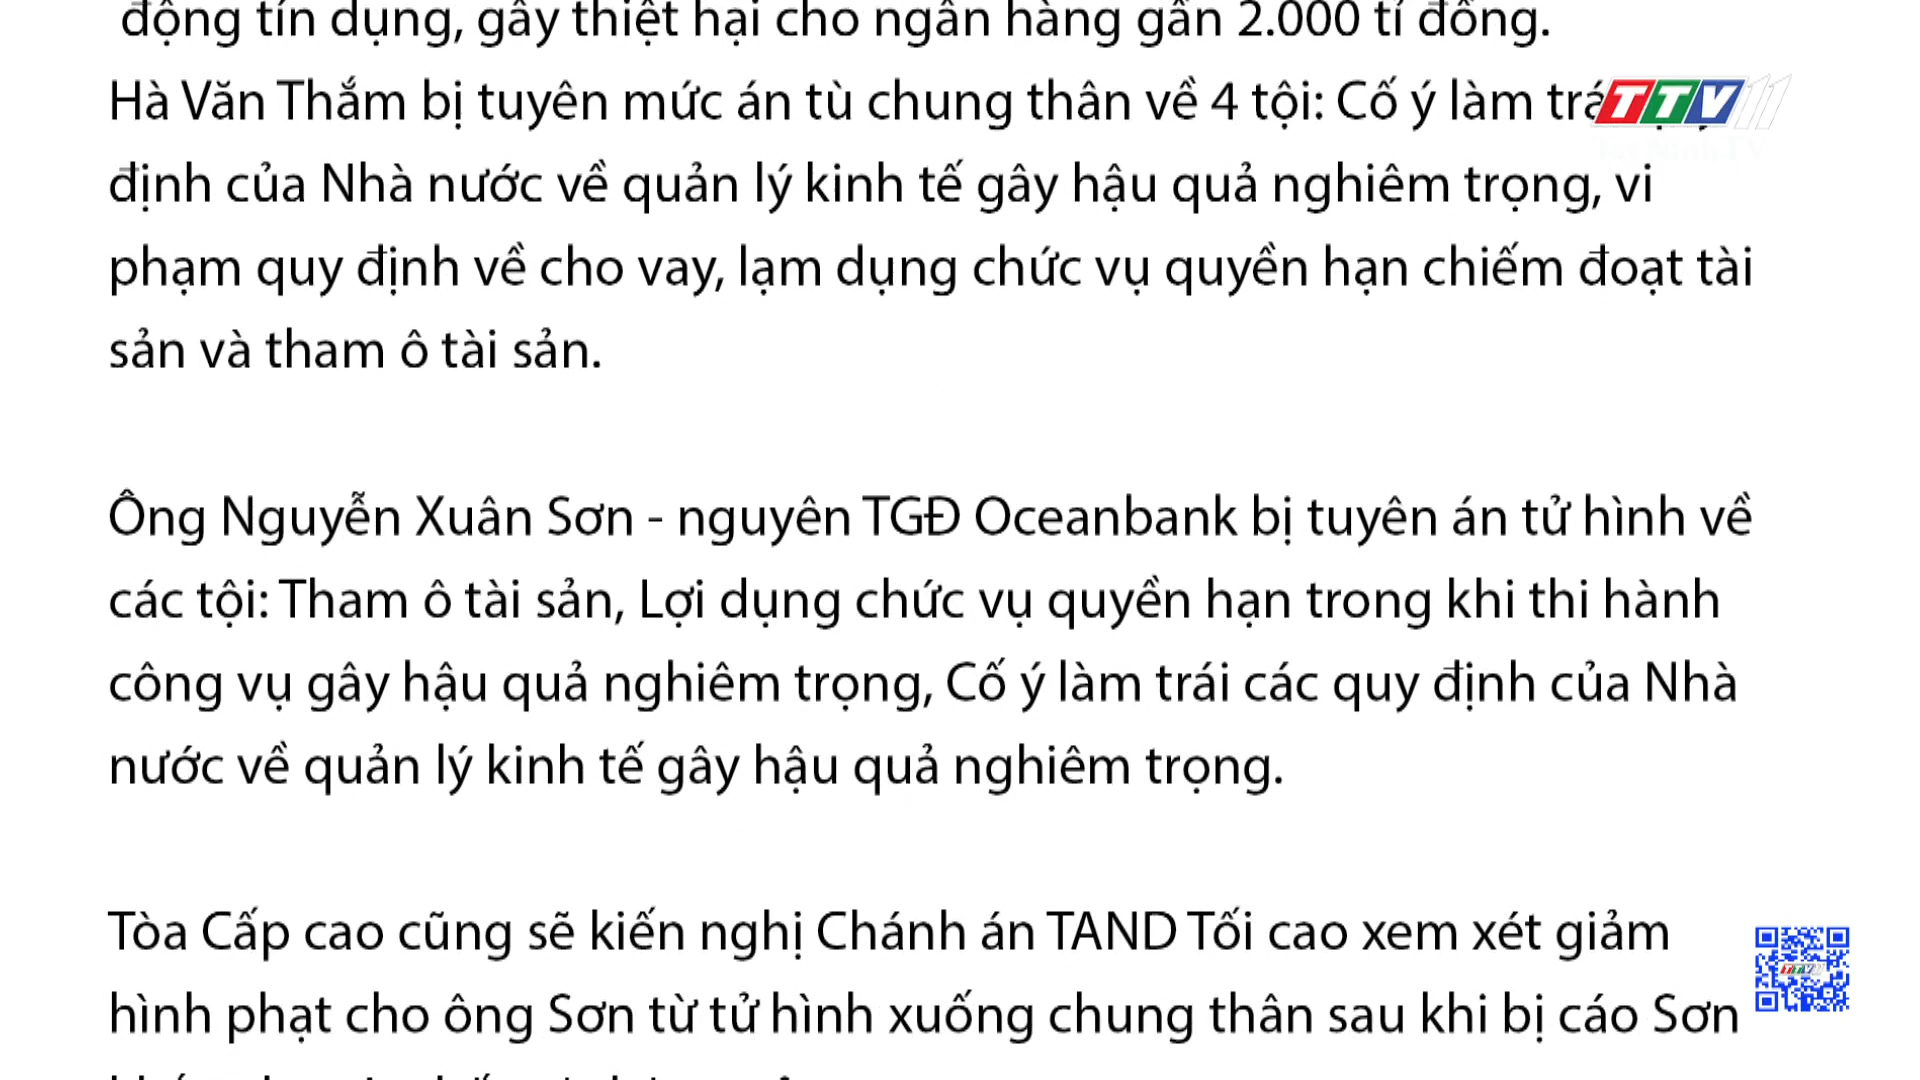 động tín dụng, gây thiệt hại cho ngân hàng gần 2.000 tỉ đồng.
Hà Văn Thắm bị tuyên mức án tù chung thân về 4 tội: Cố ý làm
TTV11
định của Nhà nước về quản lý kinh tế gây hậu quả nghiêm trọng, vi
phạm quy định về cho vay, lạm dụng chức vụ quyền hạn chiếm đoạt tài
sản và tham ô tài sản.
Ông Nguyễn Xuân Sơn - nguyên TGĐ Oceanbank bị tuyên án tử hình về
các tội: Tham ô tài sản, Lợi dụng chức vụ quyền hạn trong khi thi hành
công vụ gây hậu quả nghiêm trọng, Cố ý làm trái các quy định của Nhà
nước về quản lý kinh tế gây hậu quả nghiêm trọng.
Tòa Cấp cao cũng sẽ kiến nghị Chánh án TAND Tối cao xem xét giảm
hình phạt cho ông Sơn từ tử hình xuống chung thân sau khi bị cáo Sơn